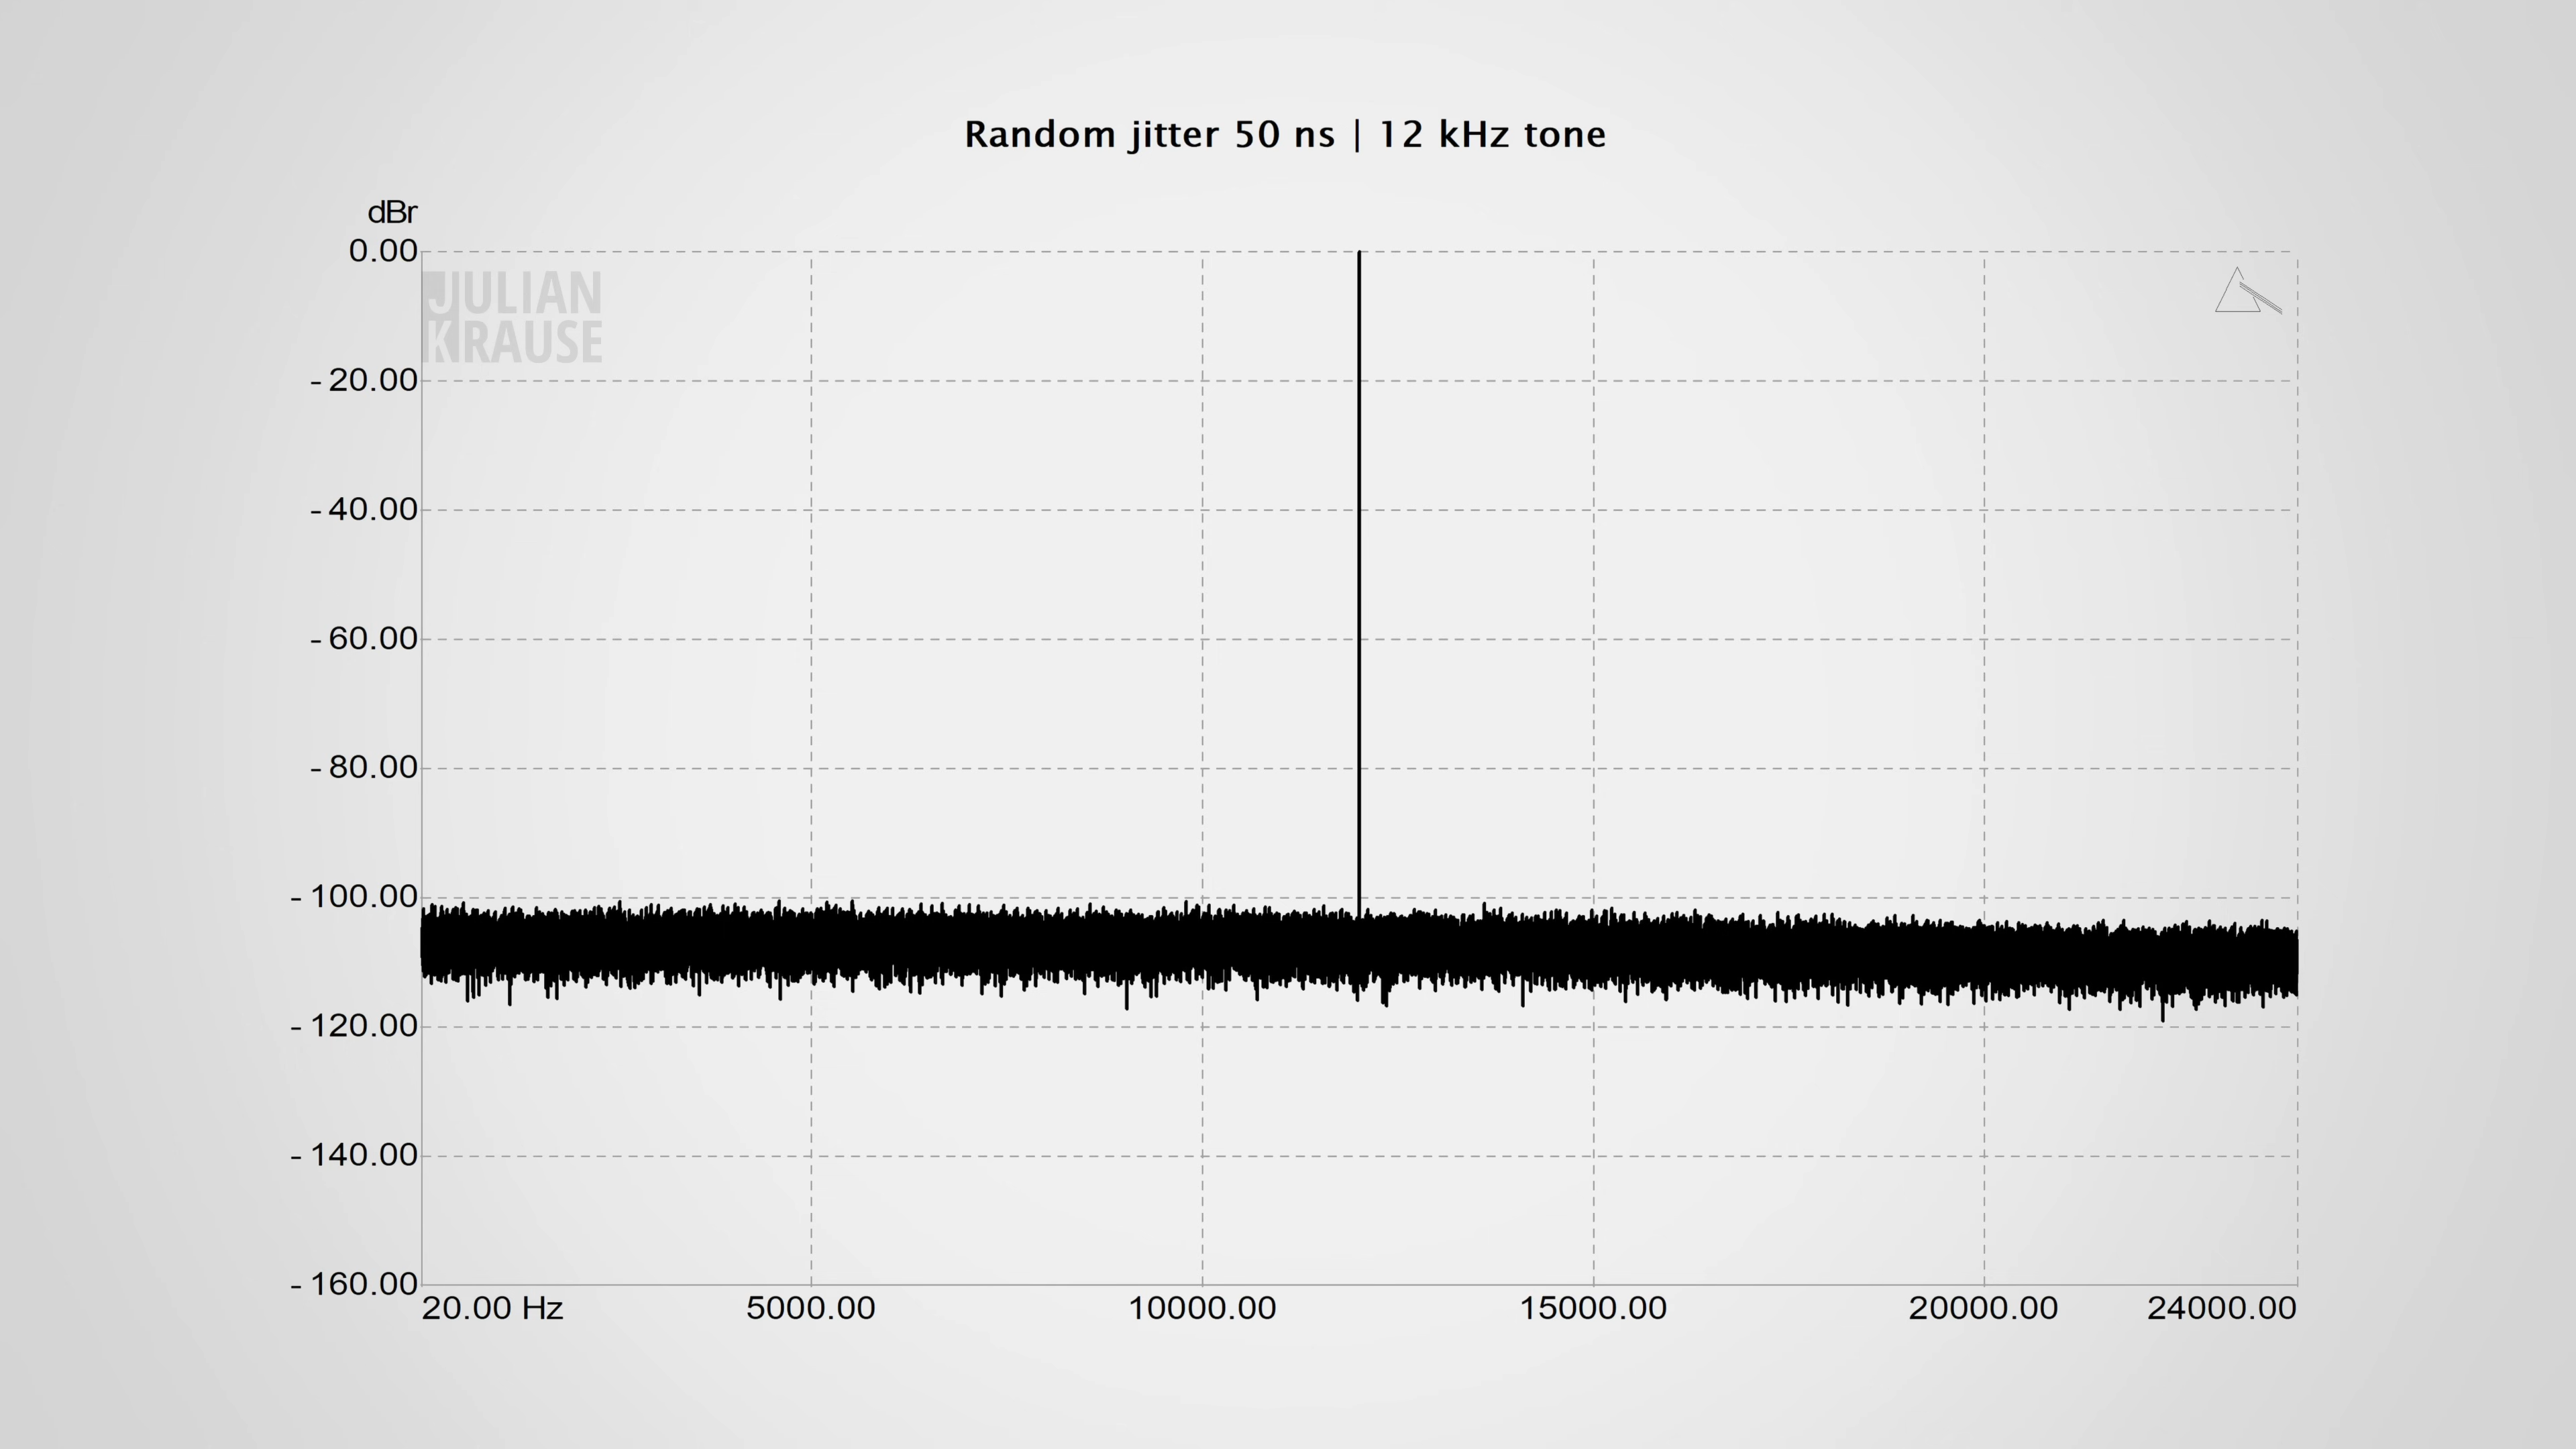 Random jitter 50 ns | 12 kHz tone
dBr
0.00
JULIAN
KRAUSE
- 20.00
- 40.00
- 60.00
- 80.00
- 100.00
- 120.00
- 140.00
- 160.00
20.00 Hz 5000.00 10000.00 15000.00 20000.00 24000.00